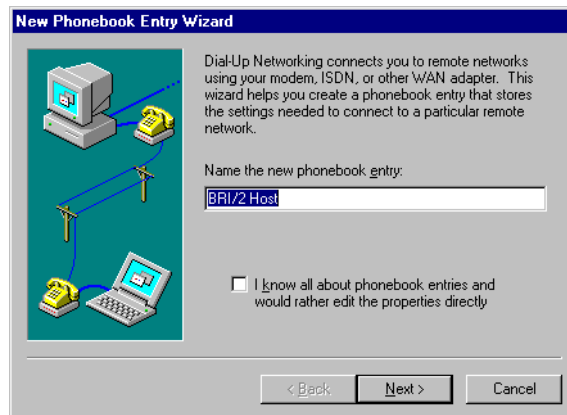 New Phonebook Entry Wizard
Dial-Up Networking connects you to remote networks
using your modem, ISDN, or other WAN adapter. This
wizard helps you create a phonebook entry that stores
the settings needed to connect to a particular remote
network.
Name the new phonebook entry:
BRI/2 Host
I know all about phonebook entries and
would rather edit the properties directly
< Back
Next >
Cancel